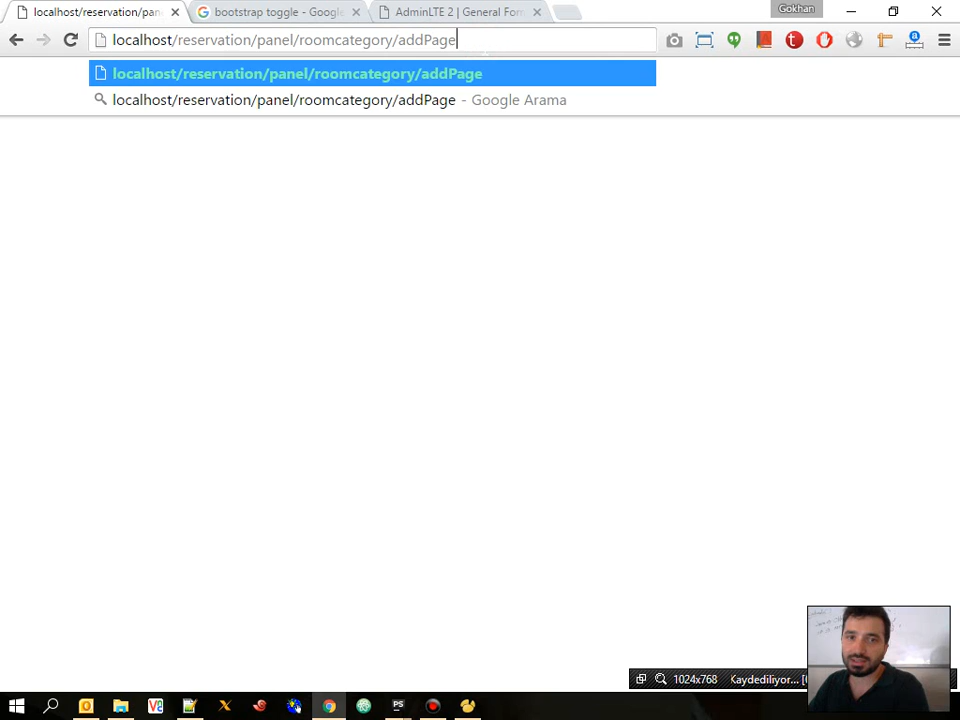 localhost/reservation/pan
bootstrap toggle - Googl
AdminLTE 2 | General For
Gökhan
localhost/reservation/panel/roomcategory/addPage
localhost/reservation/panel/roomcategory/addPage
localhost/reservation/panel/roomcategory/addPage - Google Arama
1024x768 Kaydediliyor...